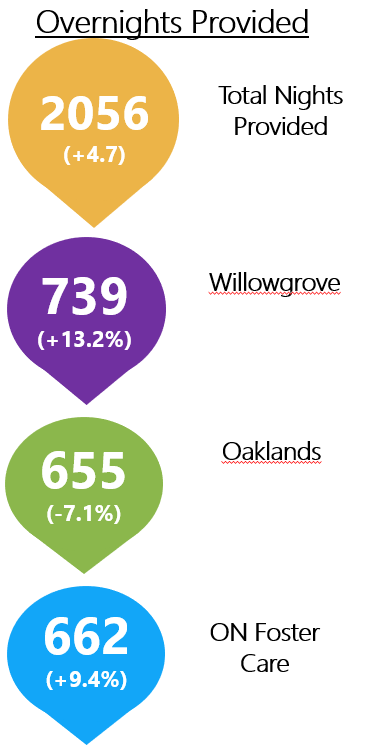 Overnights Provided
2056
(+4.7)
Total Nights
Provided
739
(+13.2%)
Willowgrove
655
(-7.1%)
Oaklands
662
(+9.4%)
ON Foster
Care